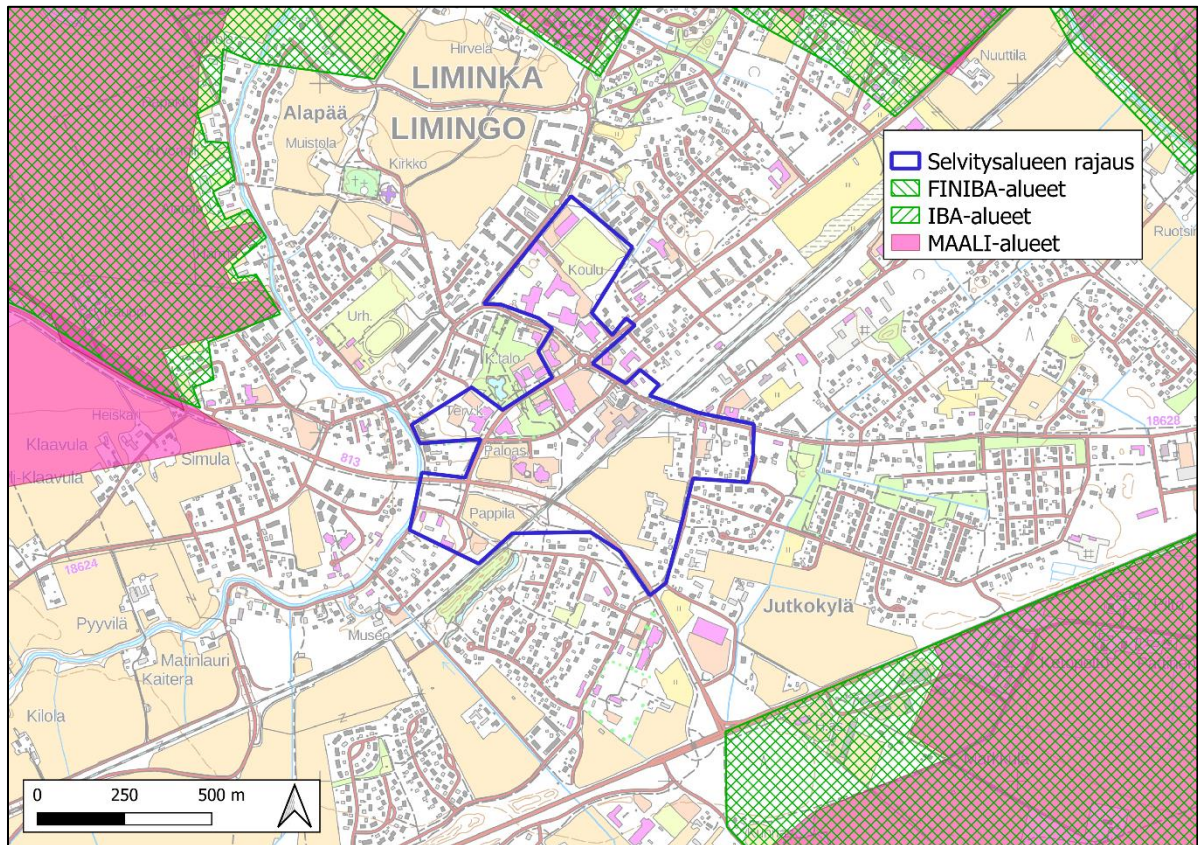 Hirvelä
Nuuttila
LIMINKA
LIMINGO
Alapää
Muistola
Kirkko
Selvitysalueen rajaus
FINIBA-alueet
IBA-alueet
MAALI-alueet
Koulu
Urh.
K.talo
Heiskari
Klaavula
Simula
813
Terv.k
Paloas.
18628
Pappila
18624
Pyyvilä
Museo
Jutkokylä
Matinlauri
Kaitera
Kilola
Markkula
0 250 500 m